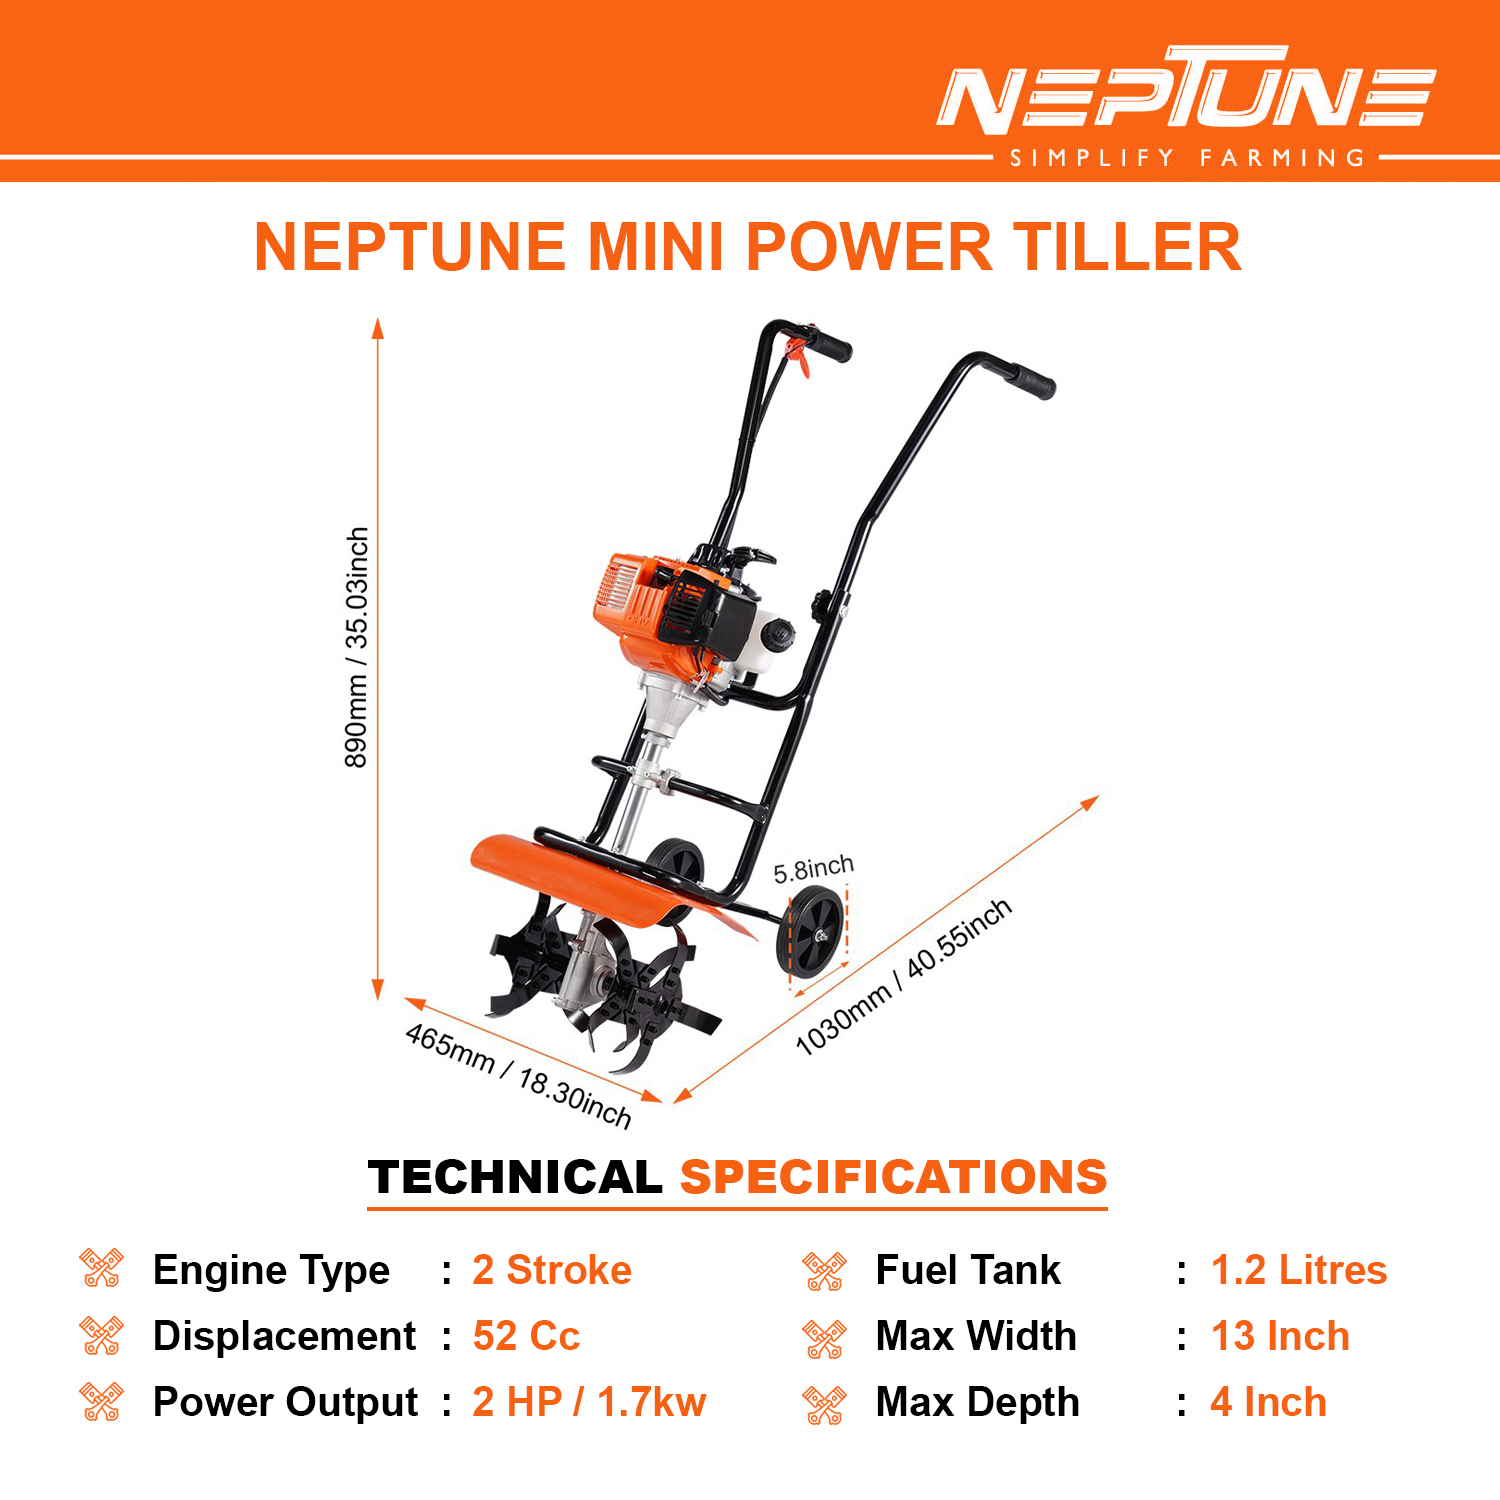 NEPTUNE
SIMPLIFY FARMING
NEPTUNE MINI POWER TILLER
890mm / 35.03inch
5.8inch
1030mm / 40.55inch
465mm / 18.30inch
TECHNICAL SPECIFICATIONS
Engine Type : 2 Stroke
Displacement : 52 Cc
Power Output : 2 HP / 1.7kw
Fuel Tank : 1.2 Litres
Max Width : 13 Inch
Max Depth : 4 Inch